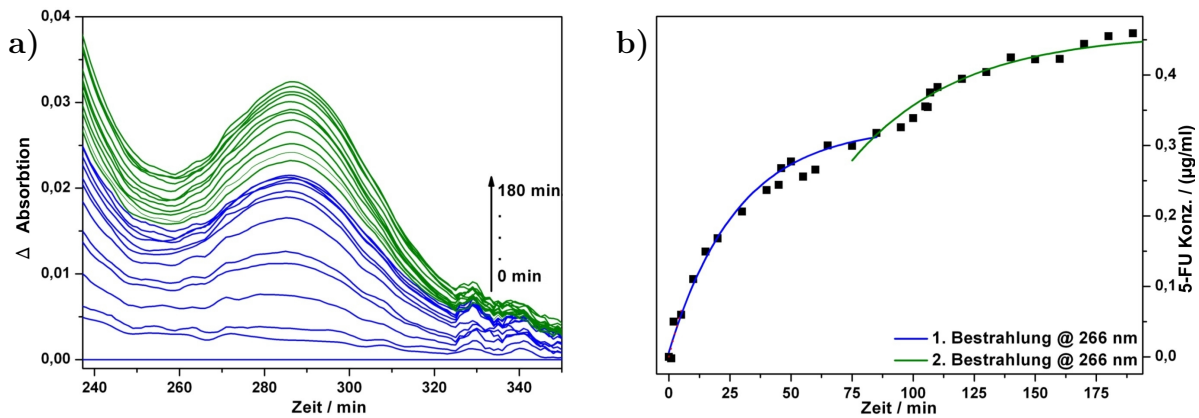 a)
0,04
0,03
0,02
0,01
0,00
Δ Absorbtion
180 min
.
.
.
0 min
240 260 280 300 320 340
Zeit / min
b)
0,4
0,3
0,2
0,1
0,0
5-FU Konz. / (µg/ml)
1. Bestrahlung @ 266 nm
2. Bestrahlung @ 266 nm
0 25 50 75 100 125 150 175
Zeit / min